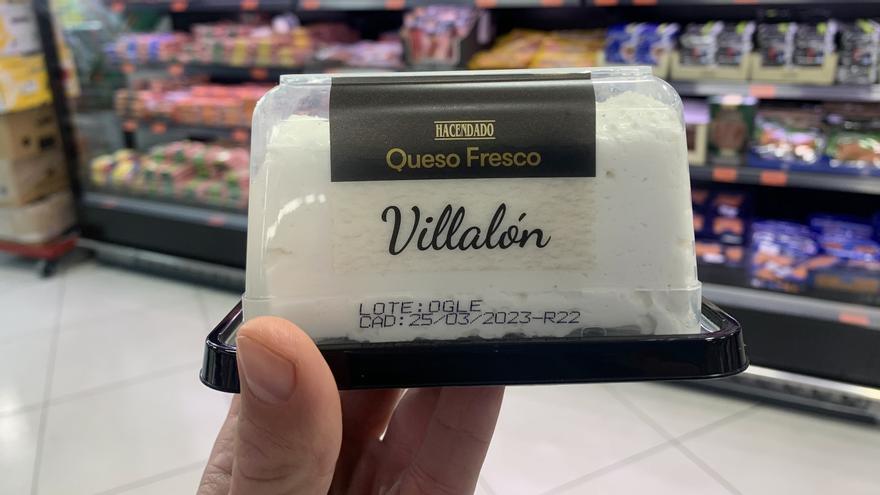 HACENDADO
Queso Fresco
Villalón
LOTE:OGLE
CAD:25/03/2023-R22